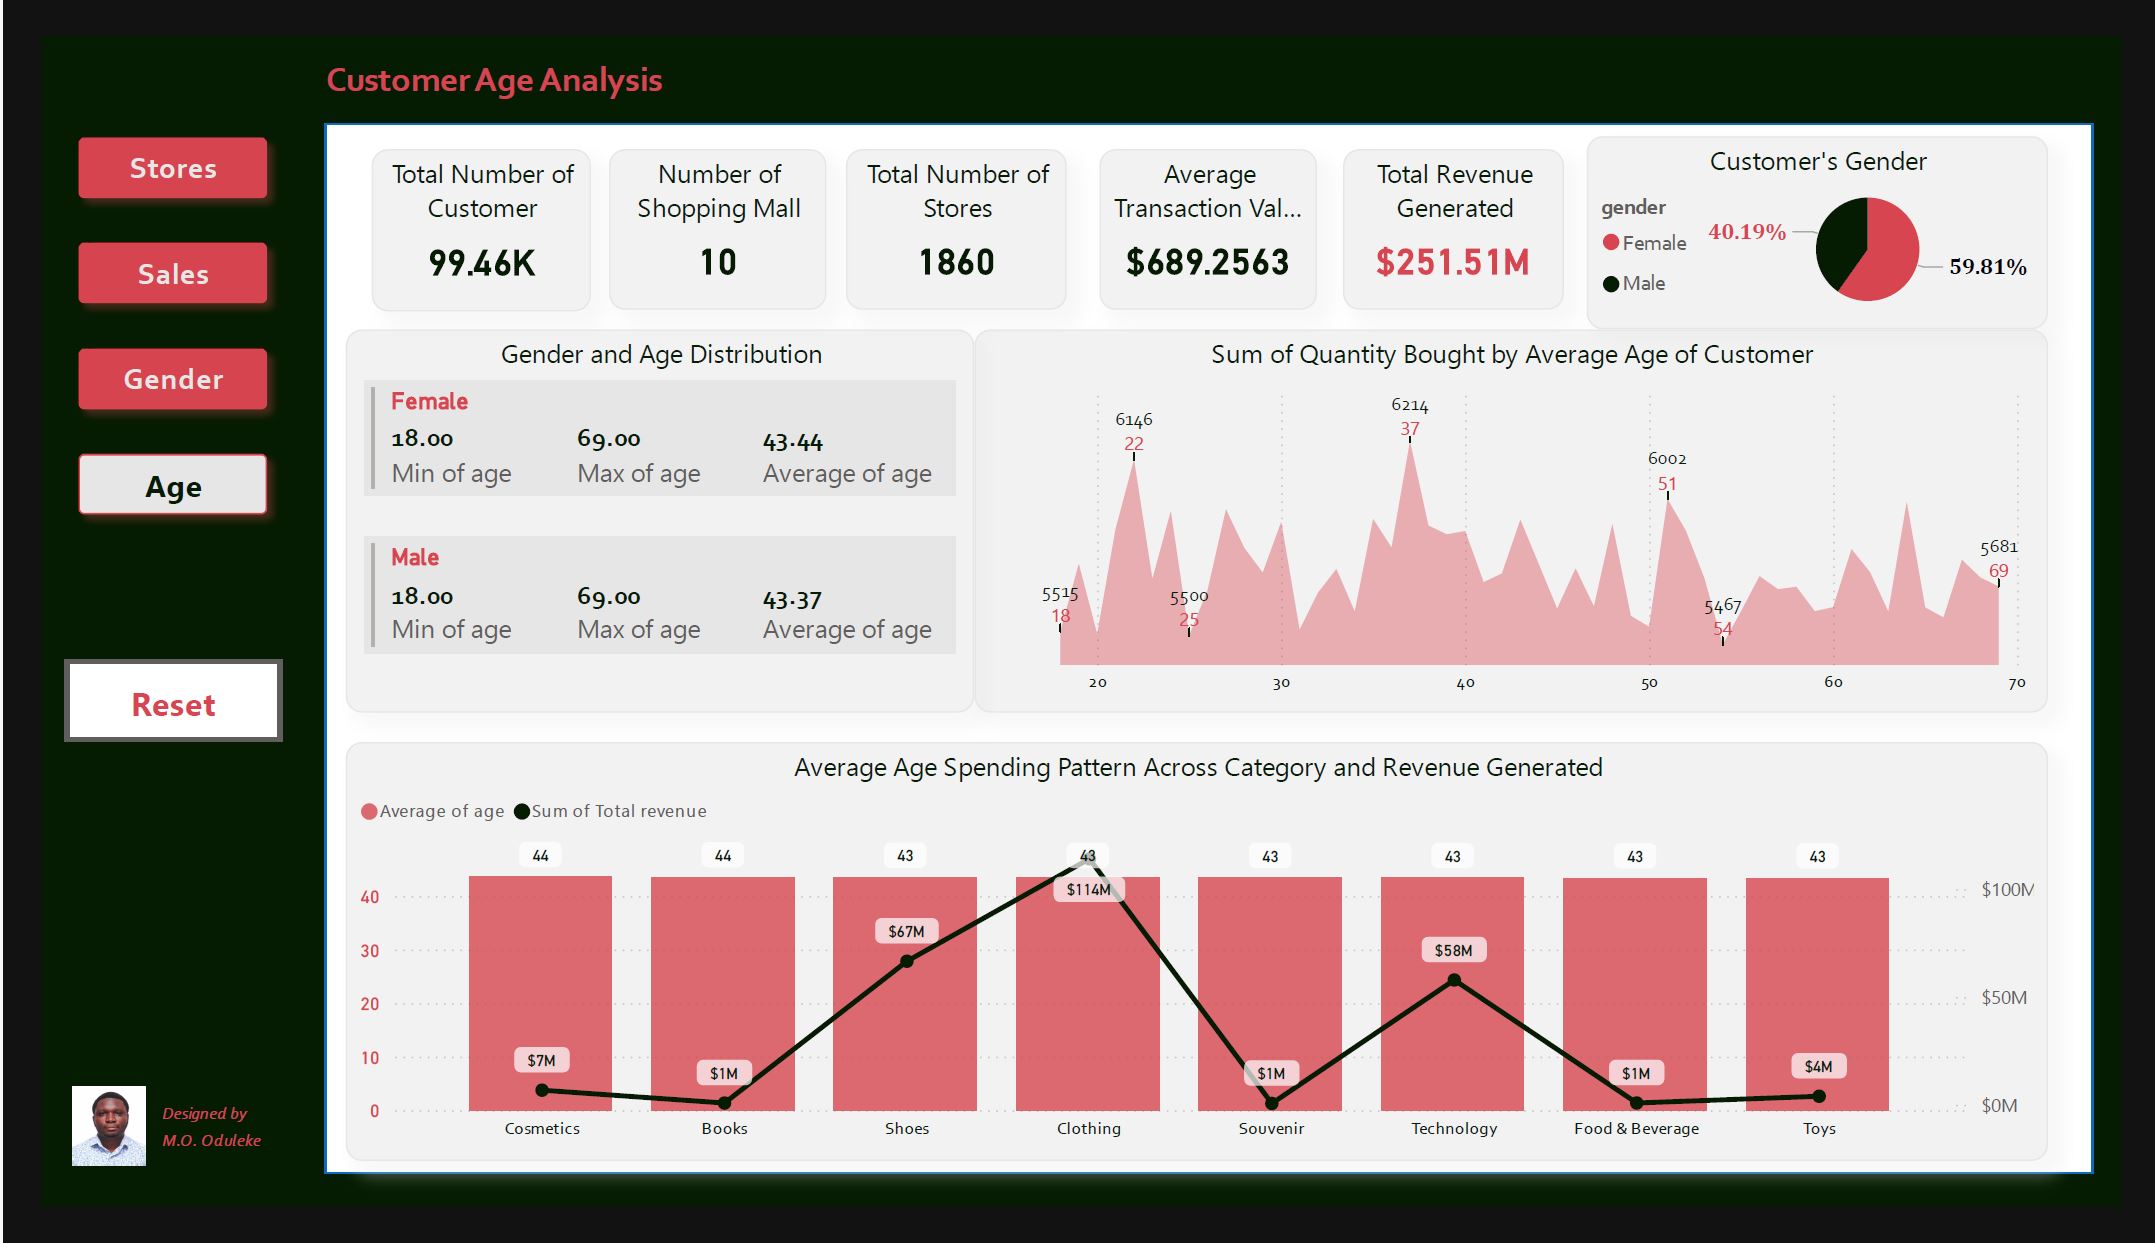 Customer Age Analysis
Stores
Sales
Gender
Age
Reset
Designed by
M.O. Oduleke
Total Number of
Customer
99.46K
Number of
Shopping Mall
10
Total Number of
Stores
1860
Average
Transaction Val...
$689.2563
Total Revenue
Generated
$251.51M
Customer's Gender
gender
Female
Male
40.19%
59.81%
Gender and Age Distribution
Female
18.00 69.00 43.44
Min of age Max of age Average of age
Male
18.00 69.00 43.37
Min of age Max of age Average of age
Sum of Quantity Bought by Average Age of Customer
5515
18
6146
22
5500
25
6214
37
6002
51
5467
54
5681
69
20 30 40 50 60 70
Average Age Spending Pattern Across Category and Revenue Generated
Average of age Sum of Total revenue
44 44 43 43 43 43 43 43
40
30
20
10
0
$7M $1M $67M $114M $1M $58M $1M $4M
$100M
$50M
$0M
Cosmetics Books Shoes Clothing Souvenir Technology Food & Beverage Toys